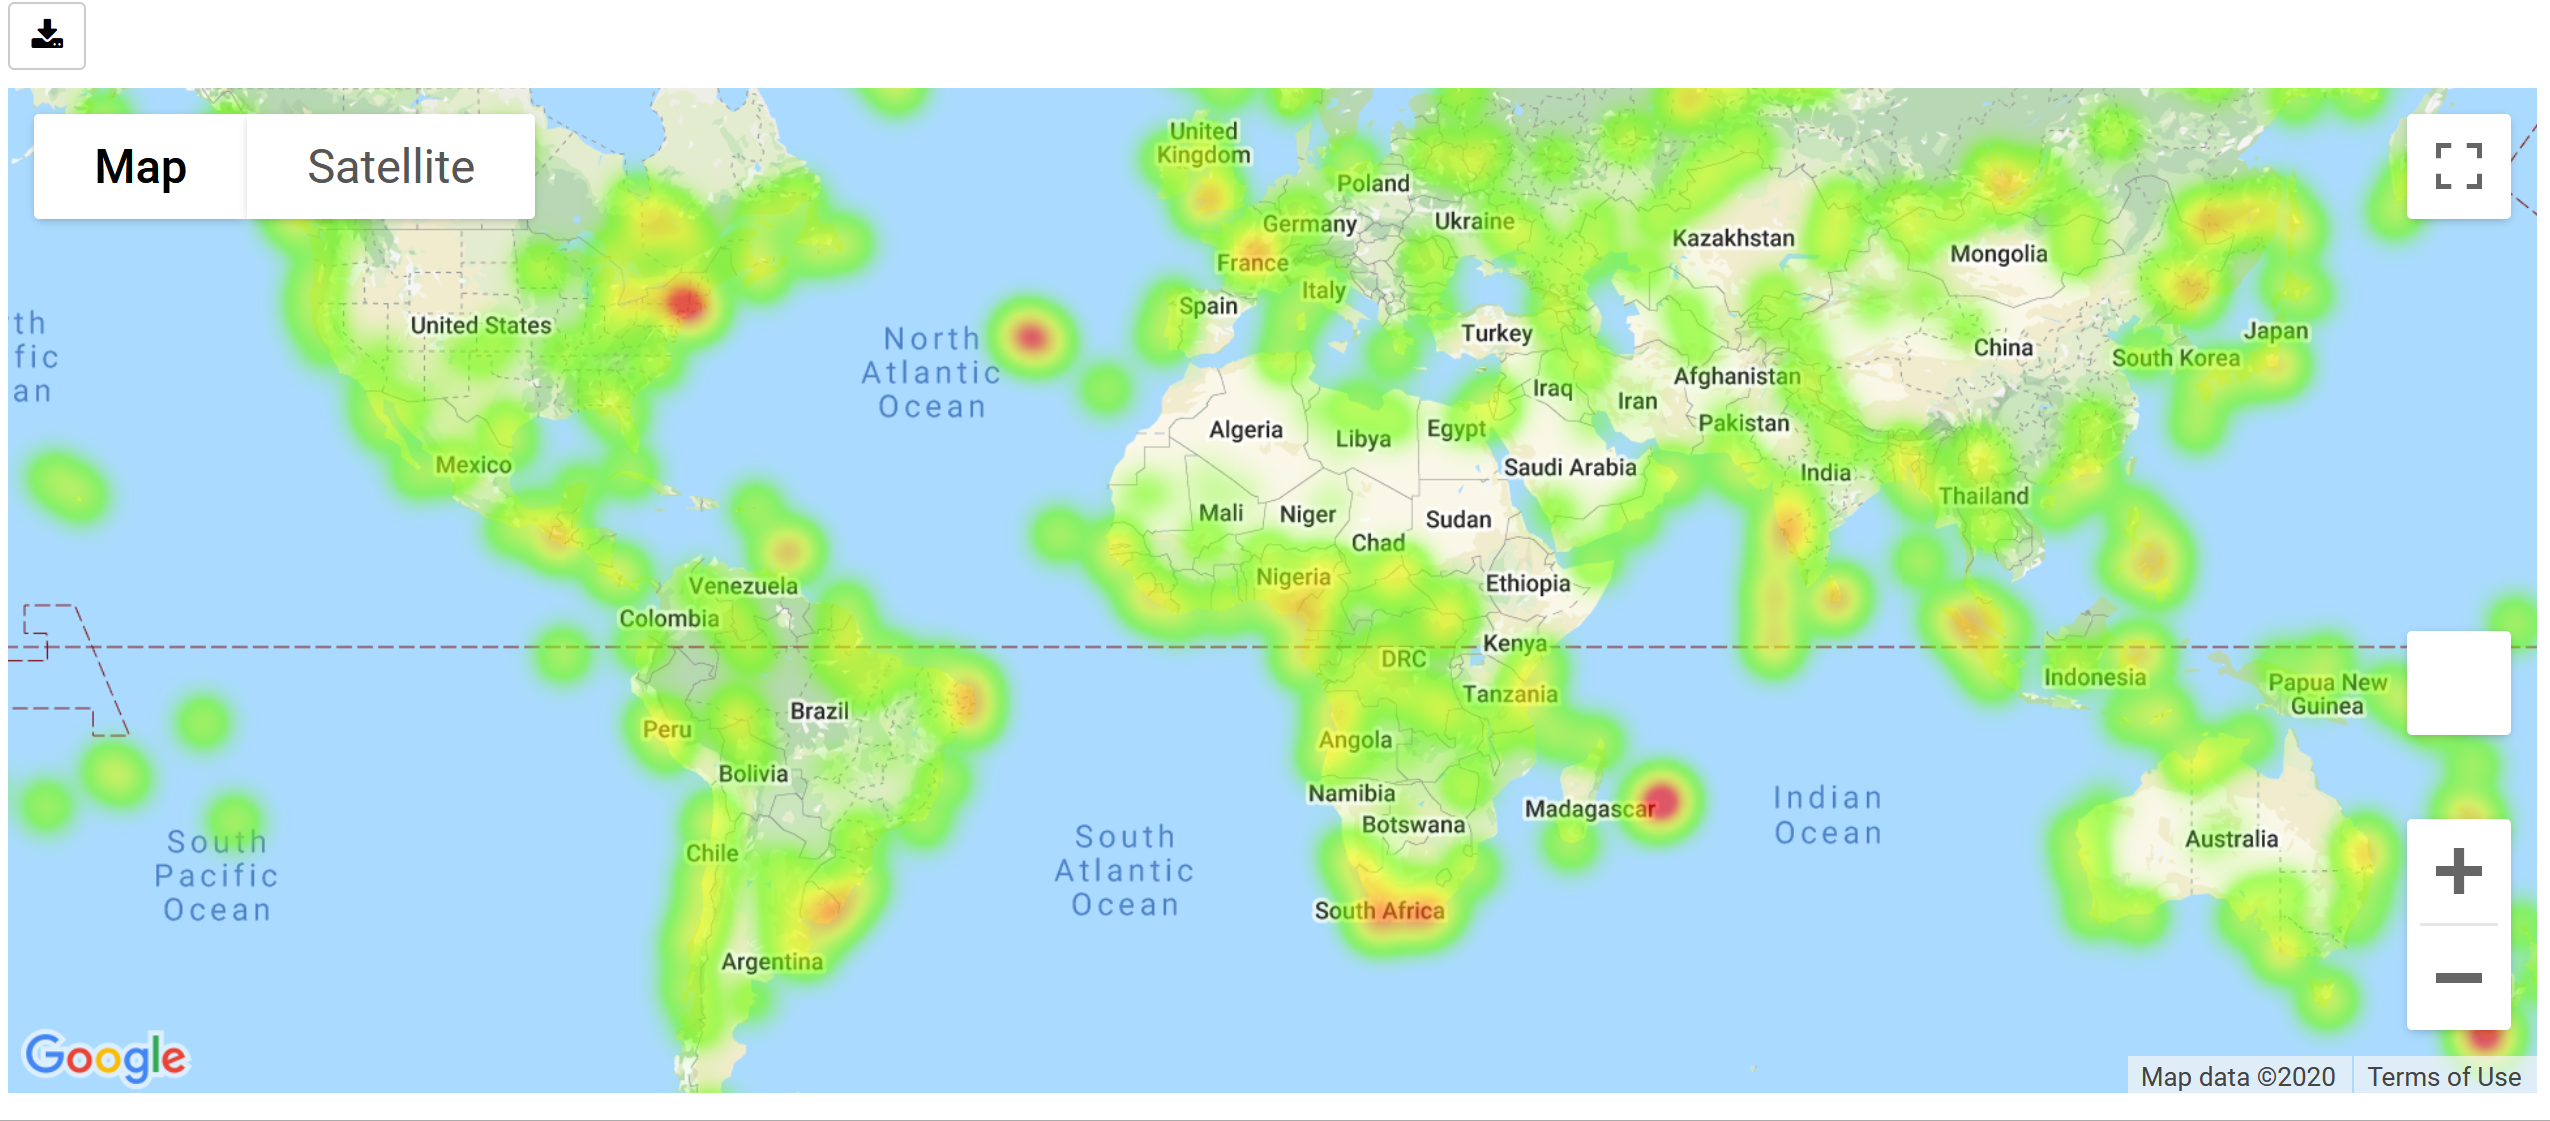 Map
Satellite
United
Kingdom
Poland
Germany
Ukraine
France
Kazakhstan
Mongolia
Italy
Spain
United States
th
fic
an
North
Atlantic
Ocean
Turkey
Japan
China
South Korea
Afghanistan
Iraq
Iran
Pakistan
Algeria
Libya
Egypt
Mexico
Saudi Arabia
India
Thailand
Mali
Niger
Sudan
Chad
Nigeria
Ethiopia
Venezuela
Colombia
Kenya
DRC
Indonesia
Tanzania
Papua New
Guinea
Brazil
Peru
Angola
Bolivia
Namibia
Madagascar
Botswana
Indian
Ocean
Australia
South
Pacific
Ocean
Chile
South
Atlantic
Ocean
South Africa
Argentina
Google
Map data ©2020
Terms of Use